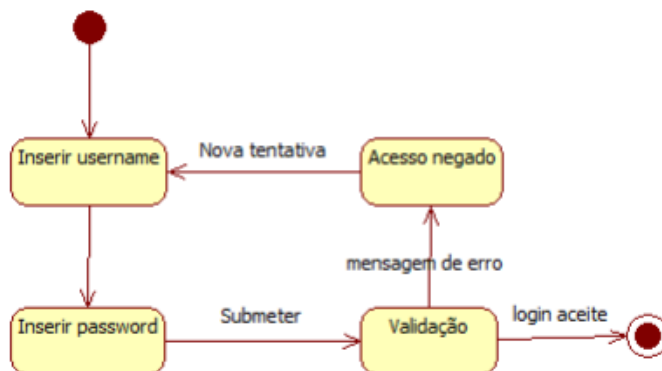 Inserir username
Nova tentativa
Acesso negado
mensagem de erro
Inserir password
Submeter
Validação
login aceite